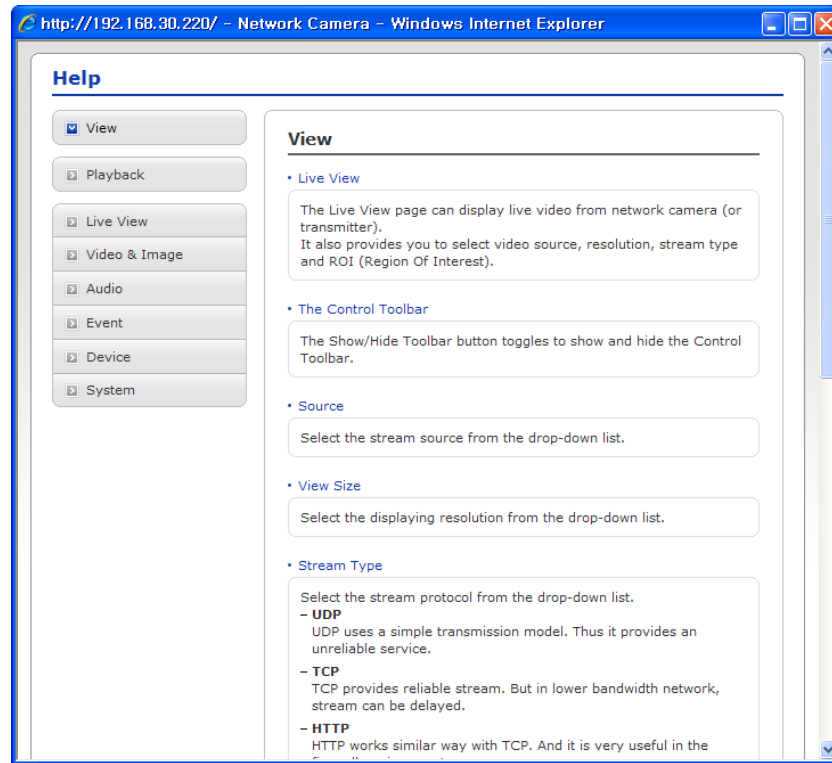 http://192.168.30.220/ - Network Camera - Windows Internet Explorer
Help
View
Playback
Live View
Video & Image
Audio
Event
Device
System
View
• Live View
The Live View page can display live video from network camera (or
transmitter).
It also provides you to select video source, resolution, stream type
and ROI (Region Of Interest).
• The Control Toolbar
The Show/Hide Toolbar button toggles to show and hide the Control
Toolbar.
• Source
Select the stream source from the drop-down list.
• View Size
Select the displaying resolution from the drop-down list.
• Stream Type
Select the stream protocol from the drop-down list.
– UDP
UDP uses a simple transmission model. Thus it provides an
unreliable service.
– TCP
TCP provides reliable stream. But in lower bandwidth network,
stream can be delayed.
– HTTP
HTTP works similar way with TCP. And it is very useful in the